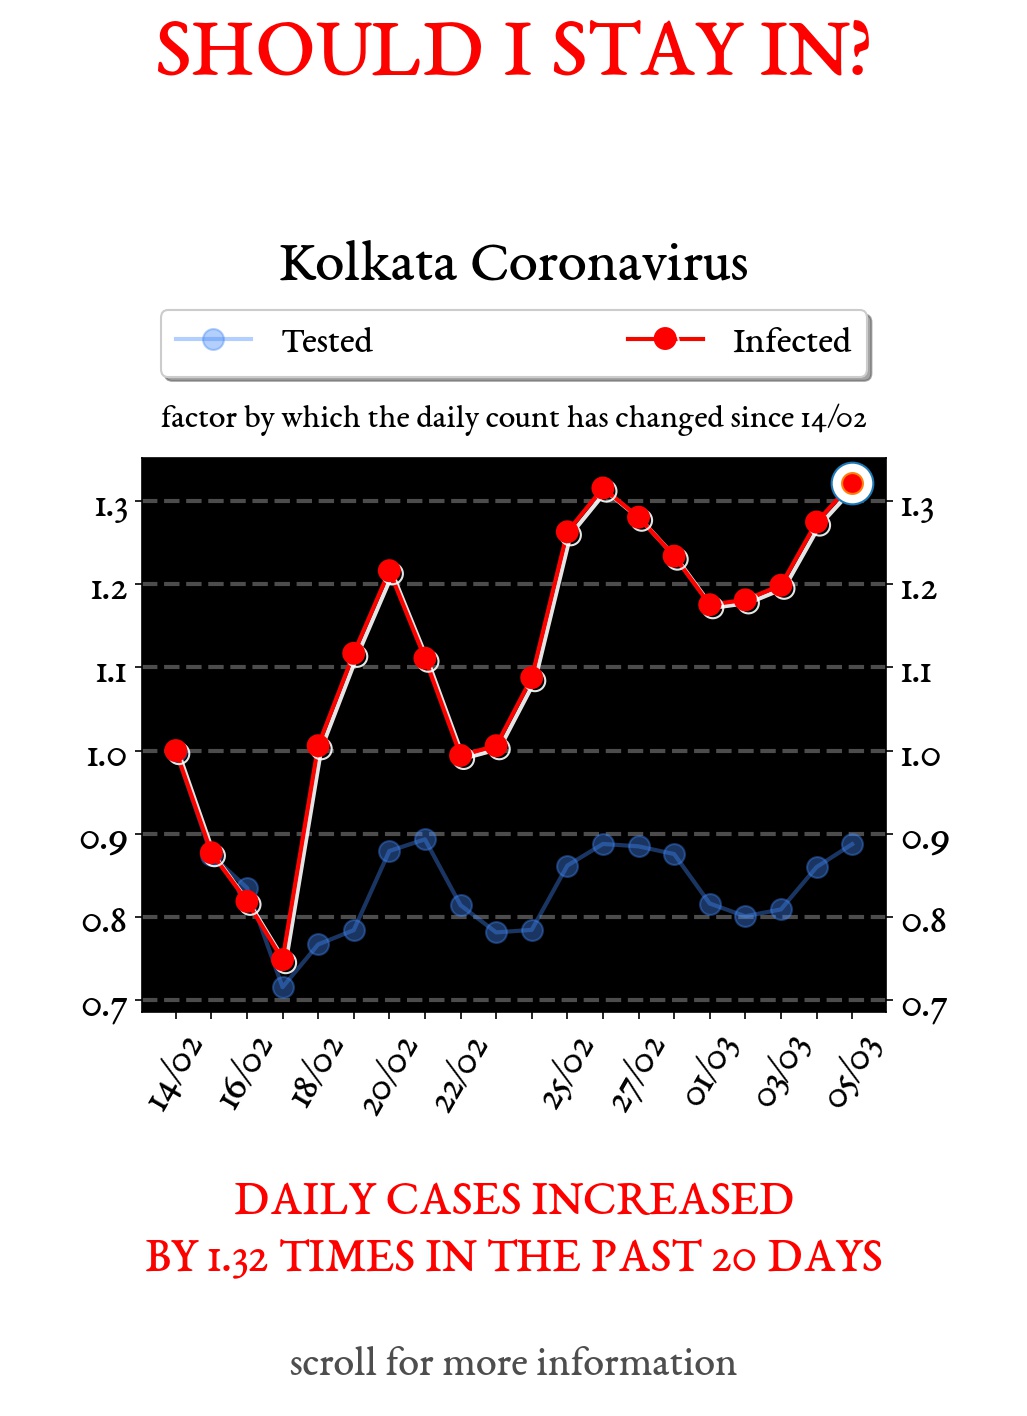 SHOULD I STAY IN?
Kolkata Coronavirus
Tested Infected
factor by which the daily count has changed since 14/02
1.3 1.3
1.2 1.2
1.1 1.1
1.0 1.0
0.9 0.9
0.8 0.8
0.7 0.7
14/02 16/02 18/02 20/02 22/02 25/02 27/02 01/03 03/03 05/03
DAILY CASES INCREASED
BY 1.32 TIMES IN THE PAST 20 DAYS
scroll for more information